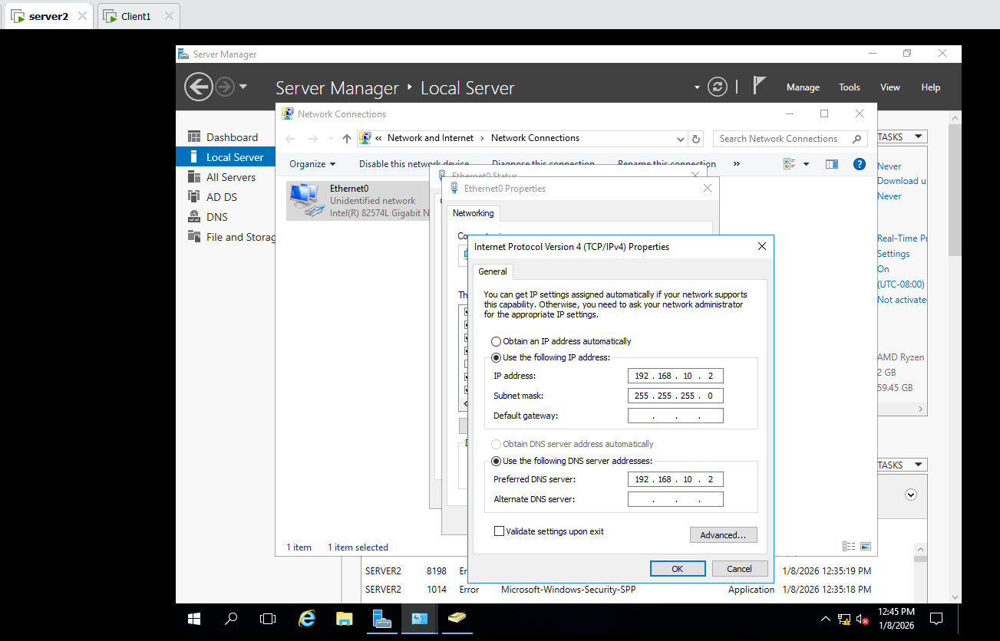 server2
Client1
Server Manager
Server Manager Local Server
Manage Tools View Help
Network Connections
« Network and Internet > Network Connections
Search Network Connections
Dashboard
Local Server
All Servers
AD DS
DNS
File and Storag
Organize Disable this network device Diagnose this connection Rename this connection »
TASKS
Never
Download u
Never
Real-Time Pr
Settings
On
(UTC-08:00)
Not activate
AMD Ryzen
2 GB
59.45 GB
TASKS
Ethernet0
Unidentified network
Intel(R) 82574L Gigabit N
Ethernet0 Status
Ethernet0 Properties
Networking
Internet Protocol Version 4 (TCP/IPv4) Properties
General
You can get IP settings assigned automatically if your network supports
this capability. Otherwise, you need to ask your network administrator
for the appropriate IP settings.
Obtain an IP address automatically
Use the following IP address:
IP address: 192 . 168 . 10 . 2
Subnet mask: 255 . 255 . 255 . 0
Default gateway: . . .
Obtain DNS server address automatically
Use the following DNS server addresses:
Preferred DNS server: 192 . 168 . 10 . 2
Alternate DNS server: . . .
Validate settings upon exit
Advanced...
OK Cancel
1 item 1 item selected
SERVER2 8198 Er 1/8/2026 12:35:19 PM
SERVER2 1014 Error Microsoft-Windows-Security-SPP Application 1/8/2026 12:35:18 PM
12:45 PM
1/8/2026